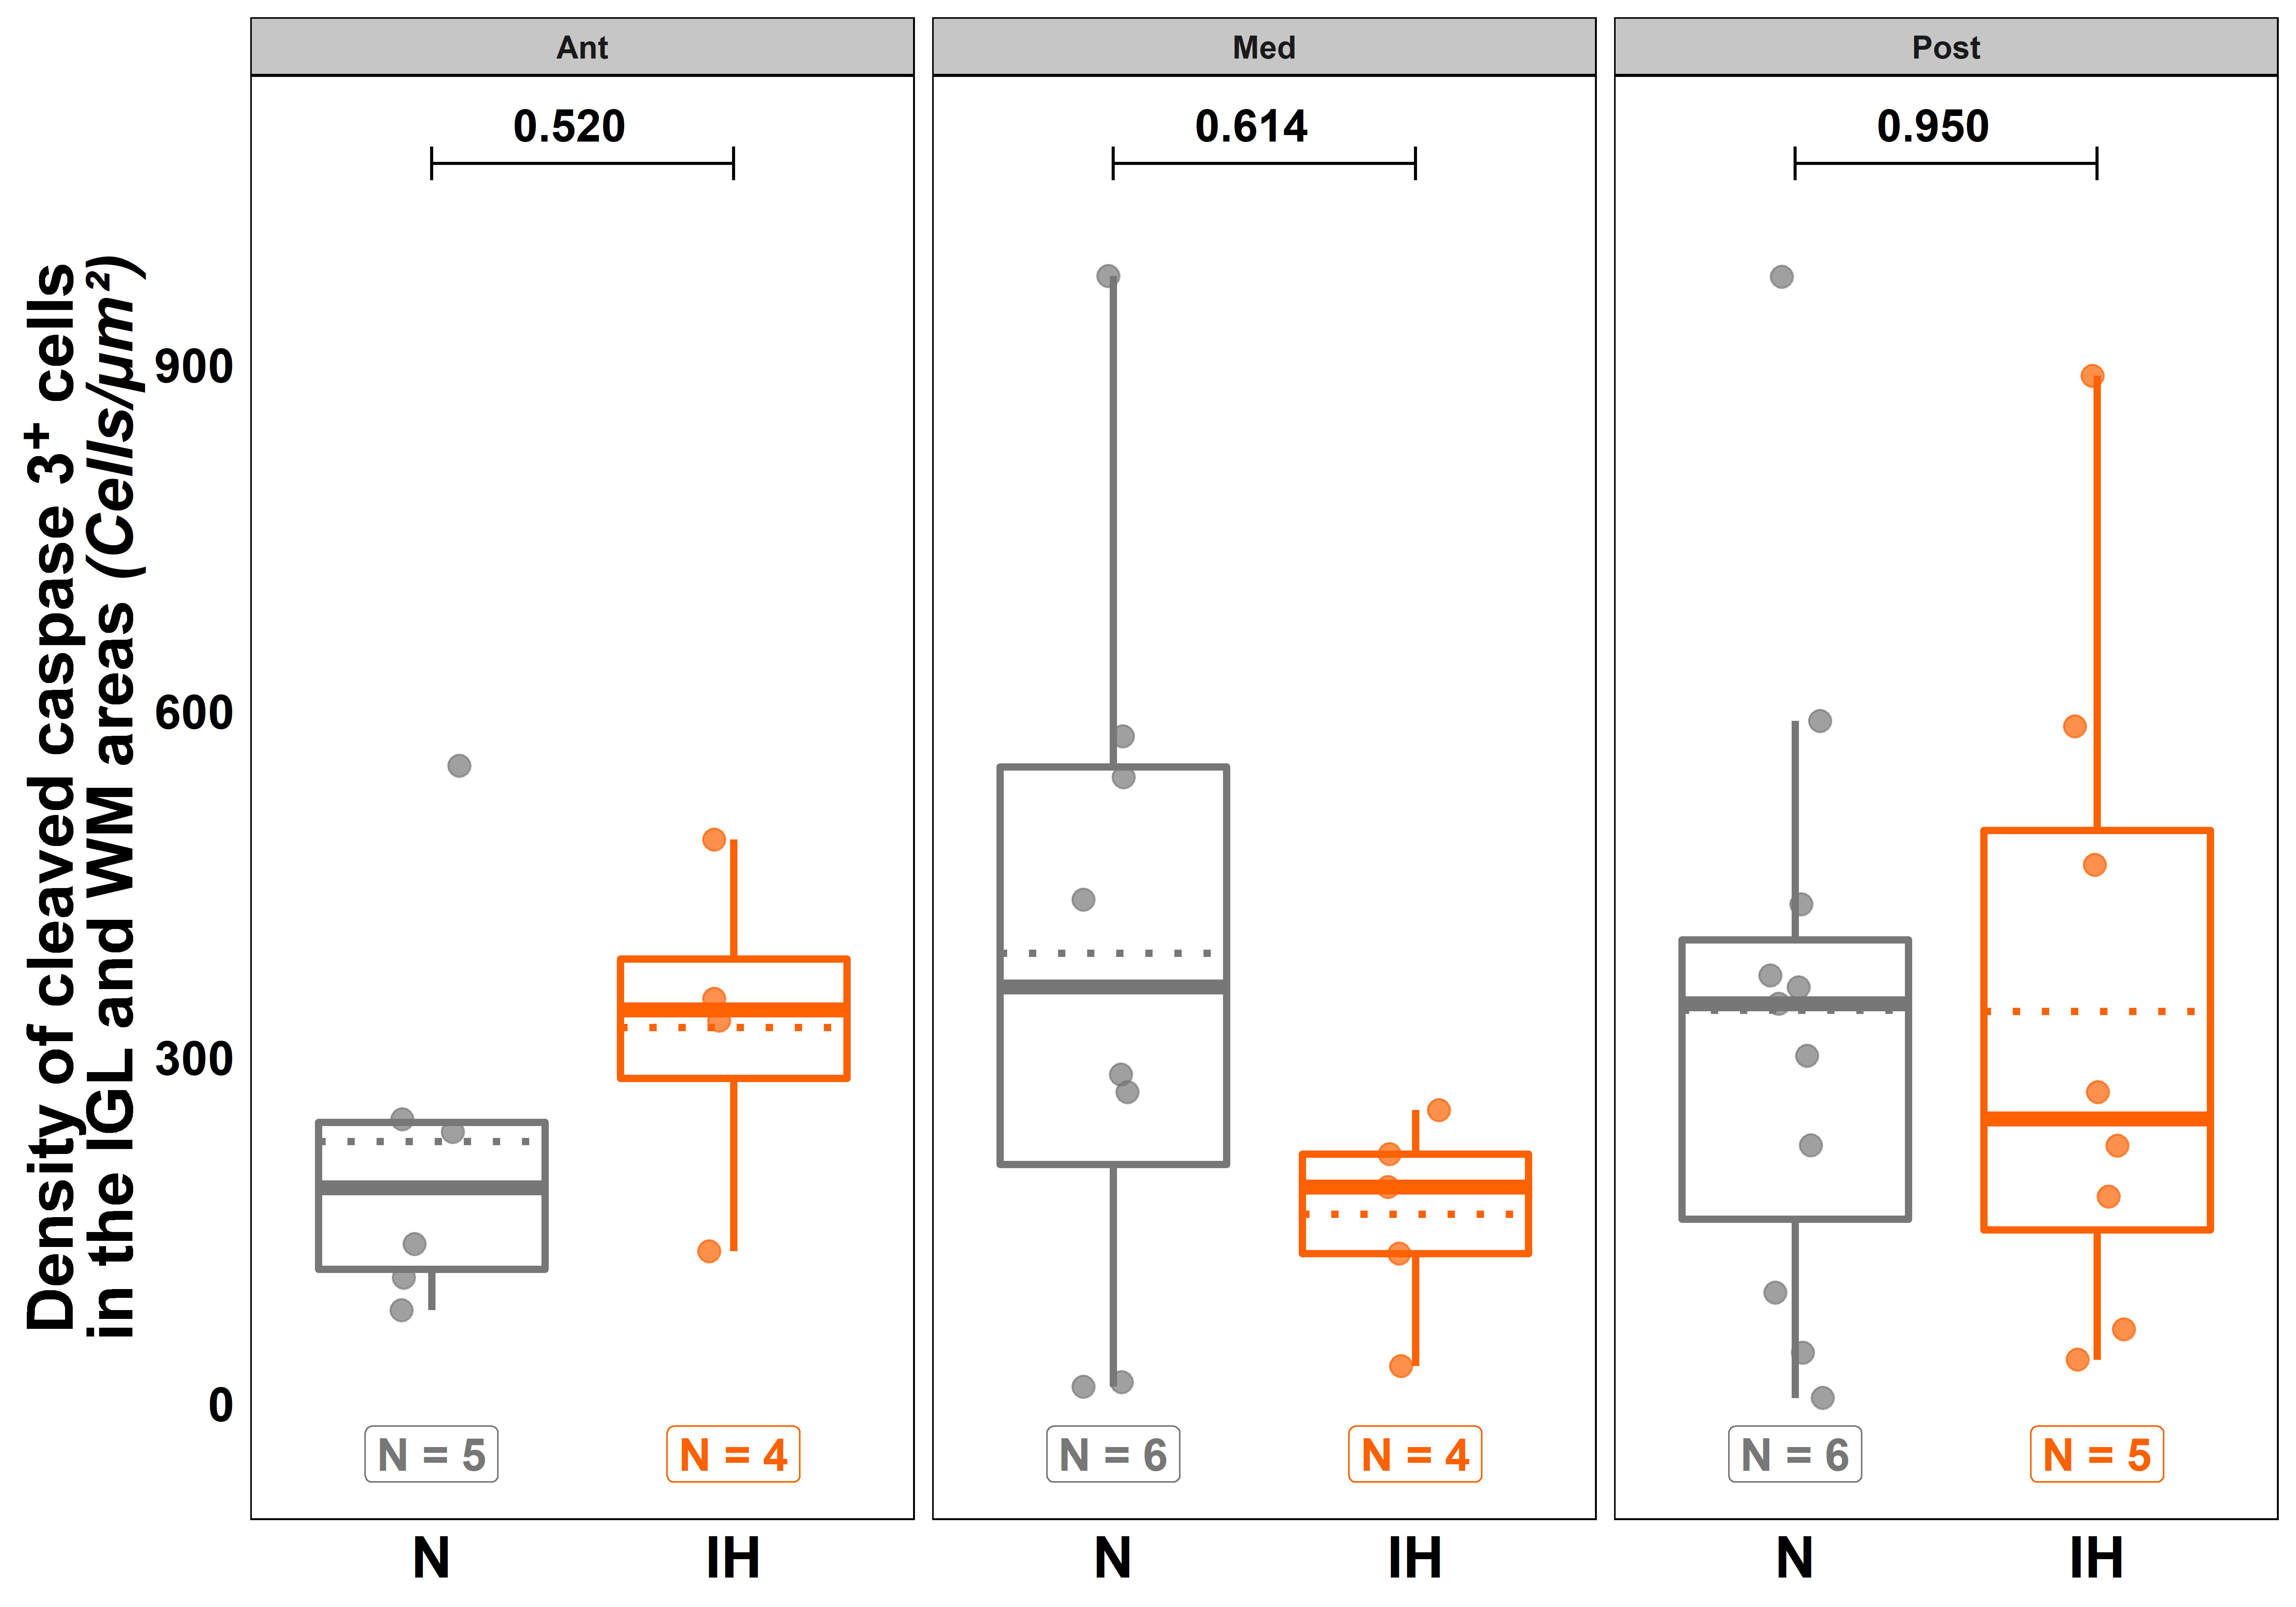 Ant
Med
Post
0.520
0.614
0.950
Density of cleaved caspase 3⁺ cells
in the IGL and WM areas (Cells/µm²)
900
600
300
0
N = 5
N = 4
N = 6
N = 4
N = 6
N = 5
N
IH
N
IH
N
IH